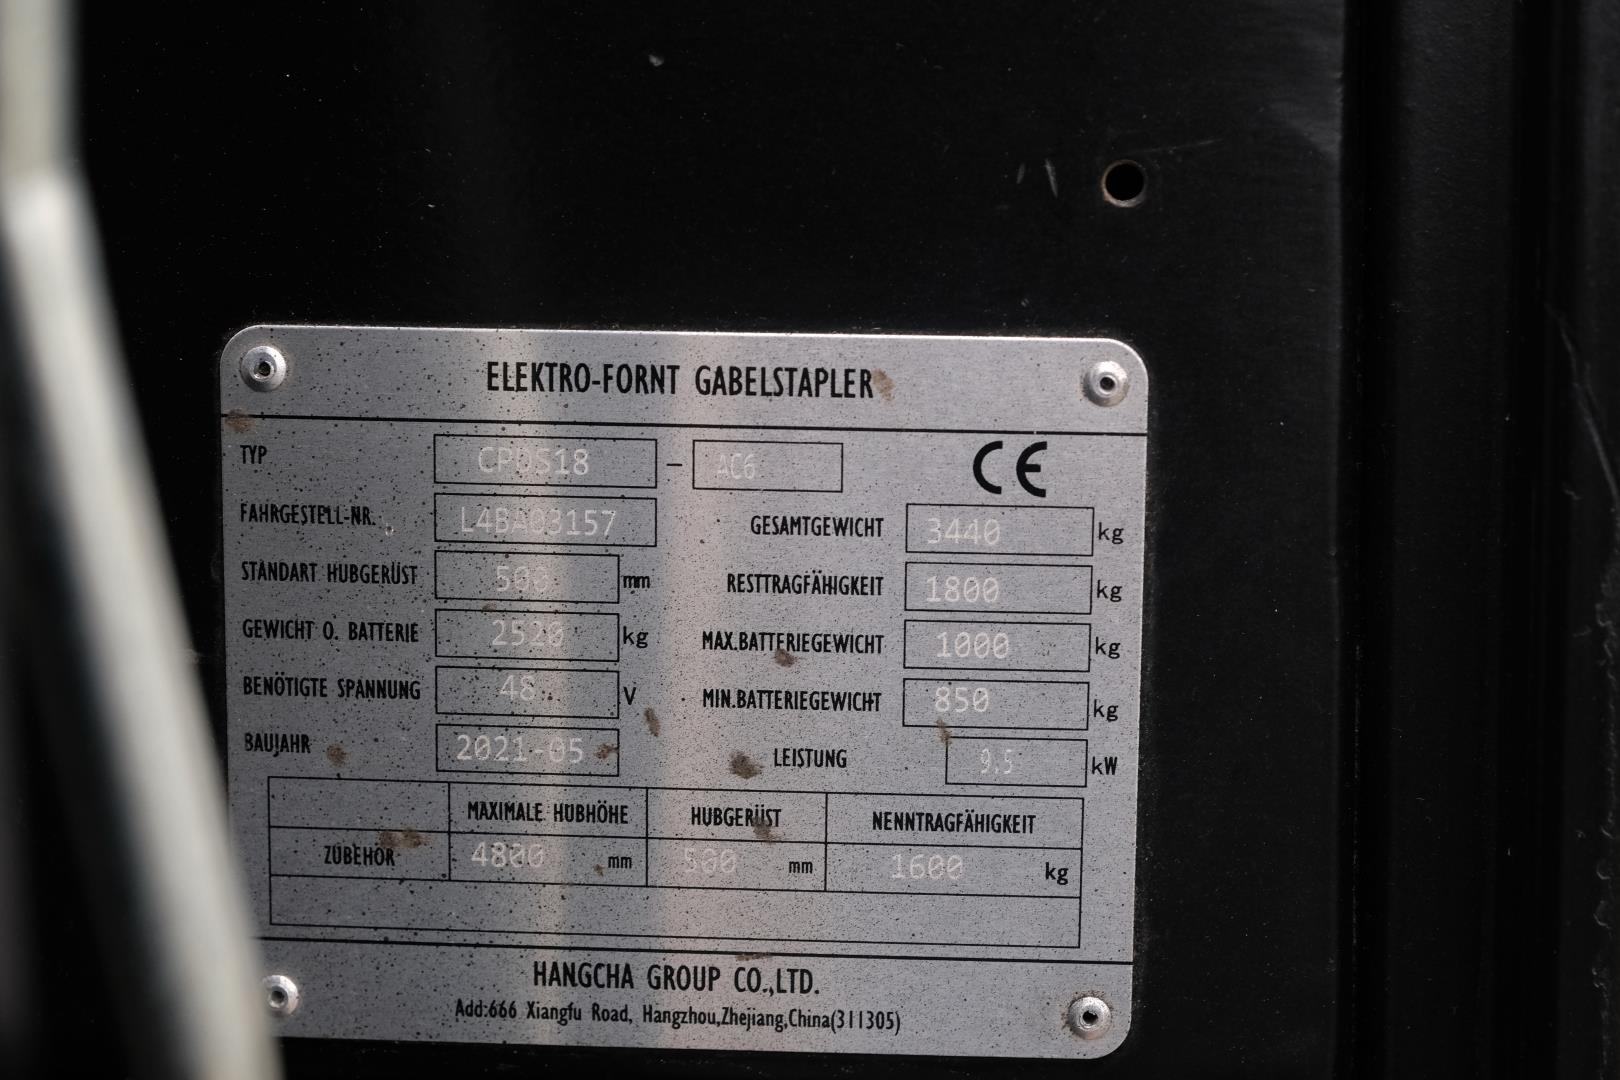 ELEKTRO-FORNT GABELSTAPLER
TYP CPDS18 - AC6 CE
FAHRGESTELL-NR. L4BA03157 GESAMTGEWICHT 3440 kg
STANDART HUBGERÜST 500 mm RESTTRAGFÄHIGKEIT 1800 kg
GEWICHT O. BATTERIE 2520 kg MAX.BATTERIEGEWICHT 1000 kg
BENÖTIGTE SPANNUNG 48 V MIN.BATTERIEGEWICHT 850 kg
BAUJAHR 2021-05 LEISTUNG 9.5 kW
MAXIMALE HUBHÖHE HUBGERÜST NENNTRAGFÄHIGKEIT
ZUBEHÖR 4800 mm 500 mm 1600 kg
HANGCHA GROUP CO.,LTD.
Add:666 Xiangfu Road, Hangzhou,Zhejiang,China(311305)